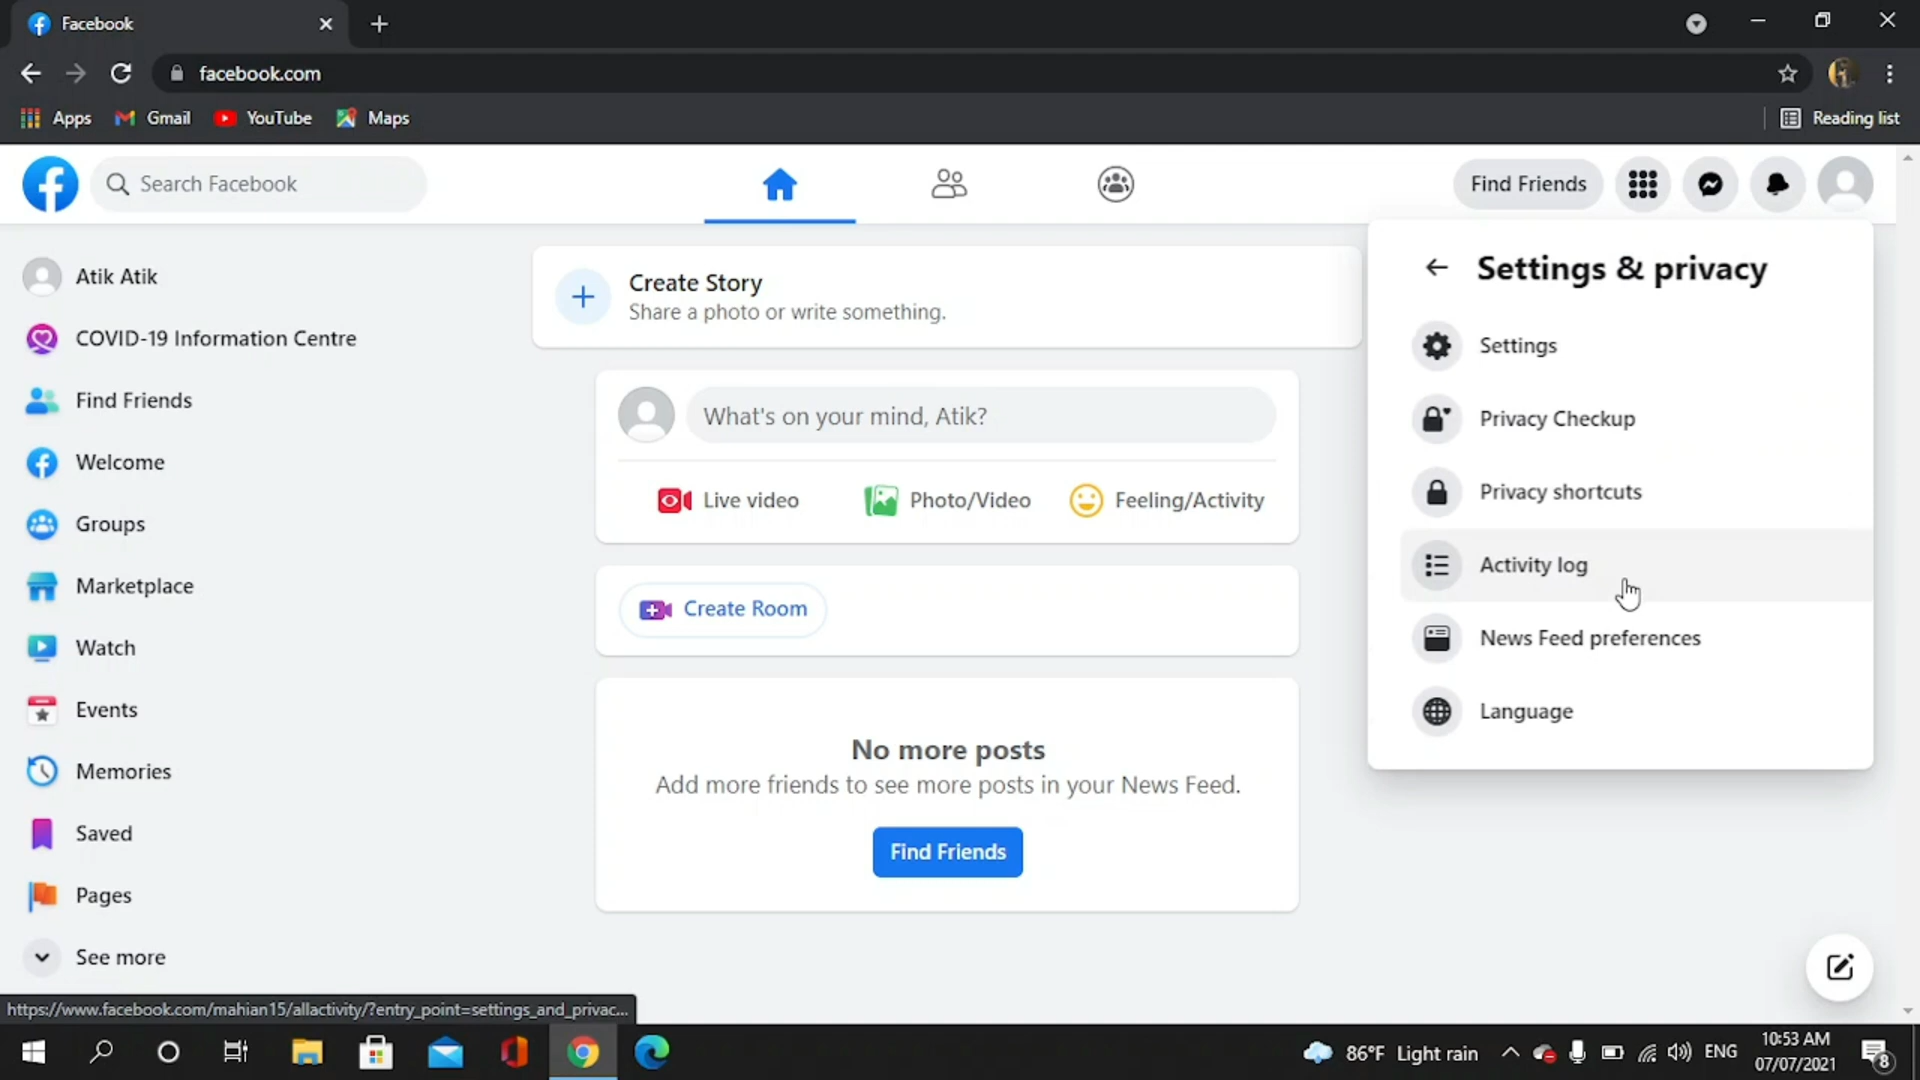 Facebook
facebook.com
Apps Gmail YouTube Maps Reading list
Search Facebook
Find Friends
Atik Atik
COVID-19 Information Centre
Find Friends
Welcome
Groups
Marketplace
Watch
Events
Memories
Saved
Pages
See more
Create Story
Share a photo or write something.
What's on your mind, Atik?
Live video Photo/Video Feeling/Activity
Create Room
No more posts
Add more friends to see more posts in your News Feed.
Find Friends
Settings & privacy
Settings
Privacy Checkup
Privacy shortcuts
Activity log
News Feed preferences
Language
https://www.facebook.com/mahian15/allactivity/?entry_point=settings_and_privac...
86°F Light rain ENG
10:53 AM
07/07/2021
8